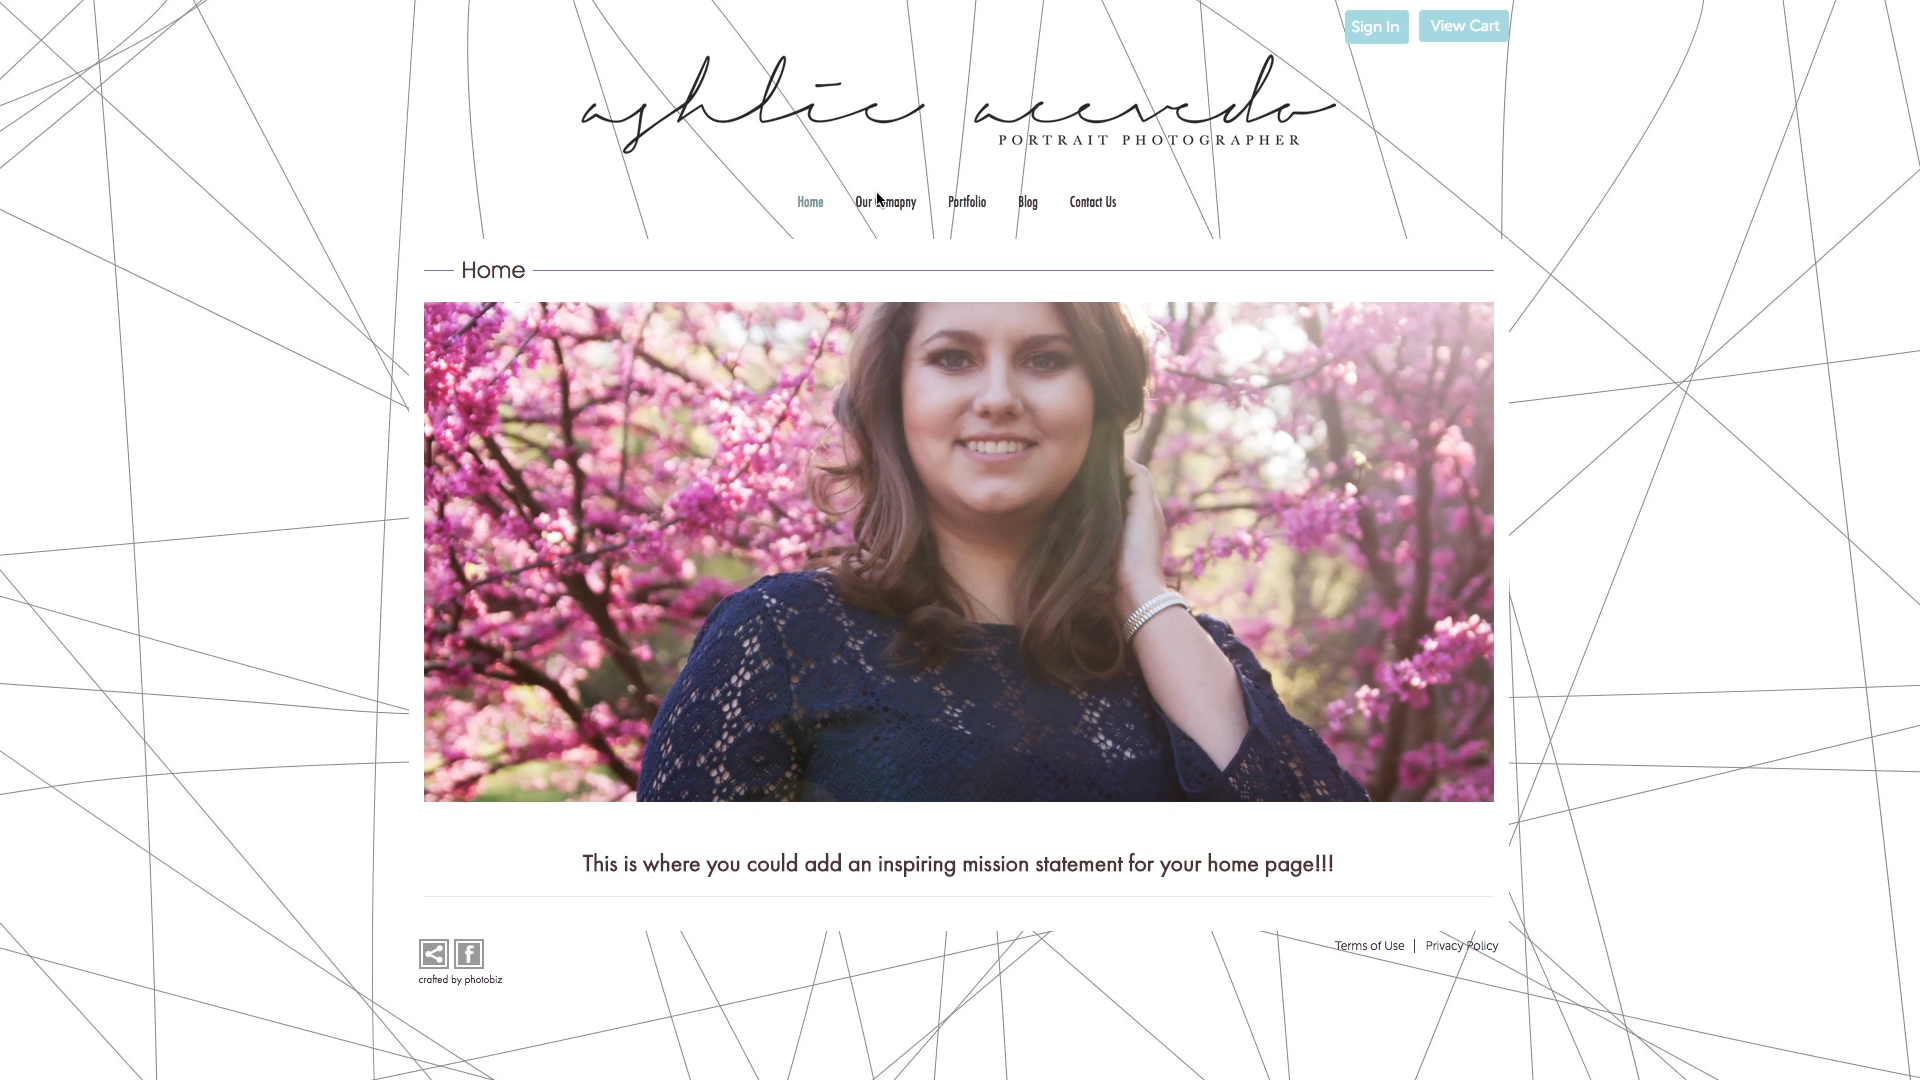 Sign In View Cart
ashlie acevedo
PORTRAIT PHOTOGRAPHER
Home Our Portfolio Blog Contact Us
Home
This is where you could add an inspiring mission statement for your home page!!!
Terms of Use | Privacy Policy
f
crafted by photobiz